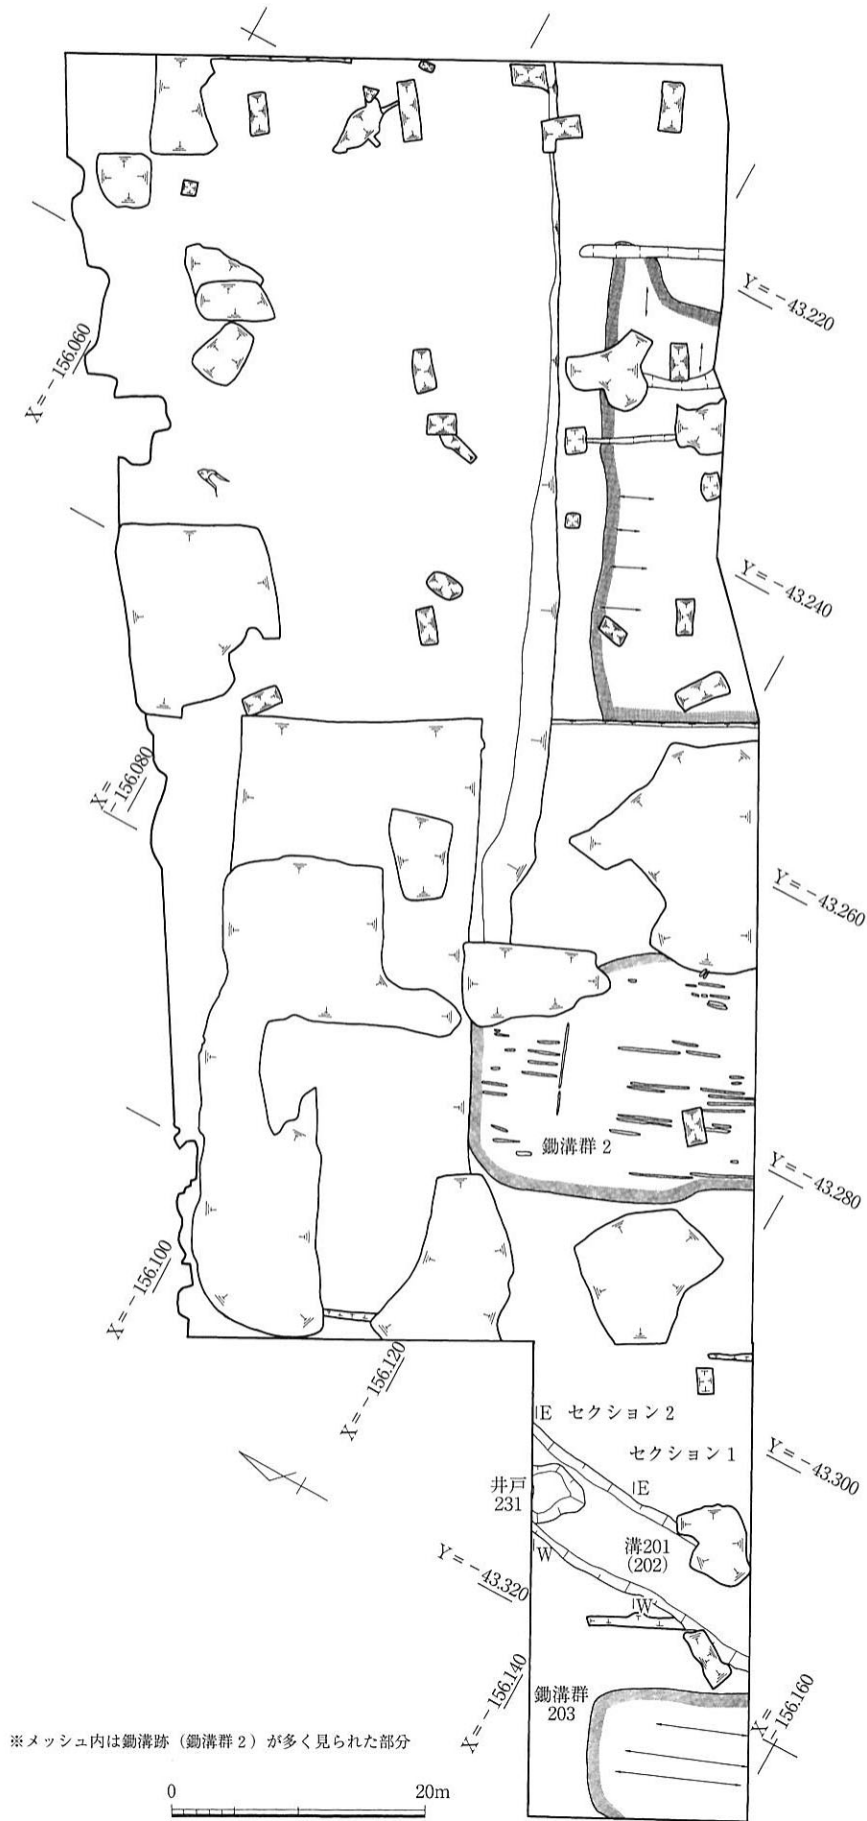 Y=-43.220
X=-156.060
Y=-43.240
X=
-156.080
Y=-43.260
鋤溝群 2
Y=-43.280
X=-156.100
X=-156.120
E セクション 2
セクション 1
Y=-43.300
井戸
231
E
溝201
(202)
W
Y=-43.320
W
鋤溝群
203
X=-156.140
X=
-156.160
※メッシュ内は鋤溝跡（鋤溝群 2 ）が多く見られた部分
0
20m